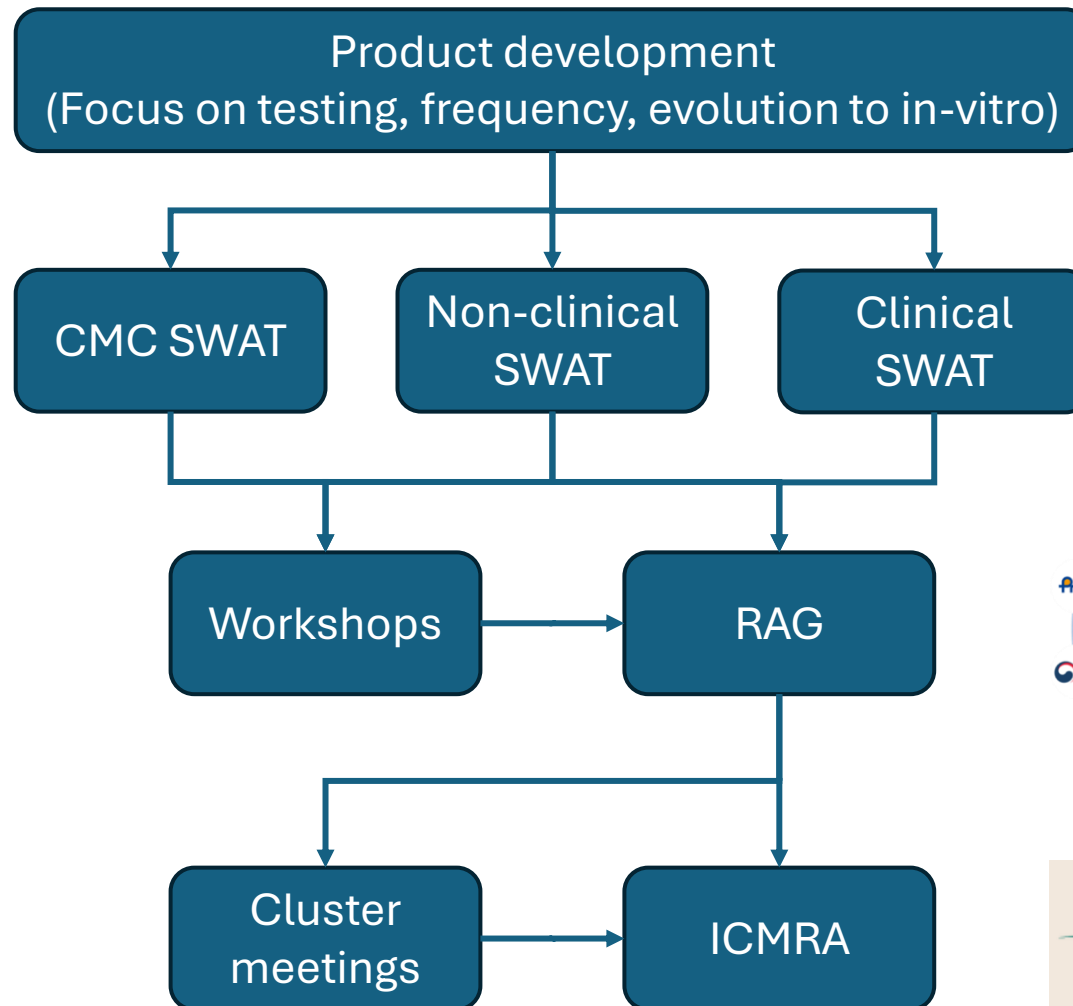 Product development
(Focus on testing, frequency, evolution to in-vitro)
CMC SWAT
Non-clinical
SWAT
Clinical
SWAT
Workshops
RAG
Cluster
meetings
ICMRA